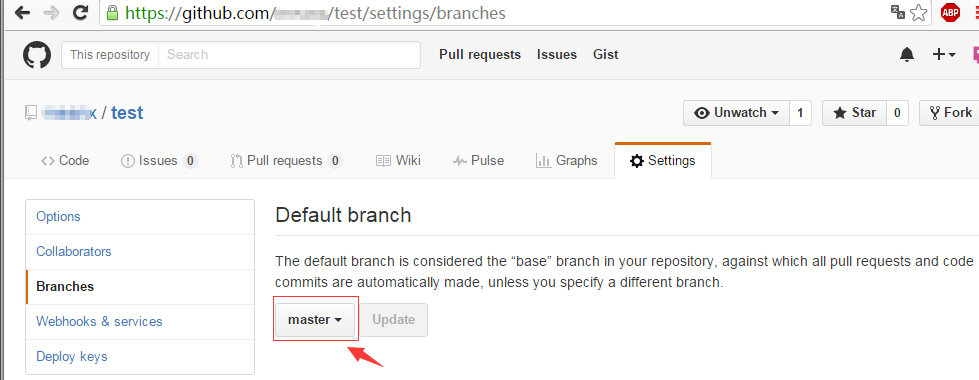 https://github.com/ /test/settings/branches
ABP
This repository Search Pull requests Issues Gist
x / test
Unwatch 1 Star 0 Fork
Code Issues 0 Pull requests 0 Wiki Pulse Graphs Settings
Options
Collaborators
Branches
Webhooks & services
Deploy keys
Default branch
The default branch is considered the “base” branch in your repository, against which all pull requests and code
commits are automatically made, unless you specify a different branch.
master Update